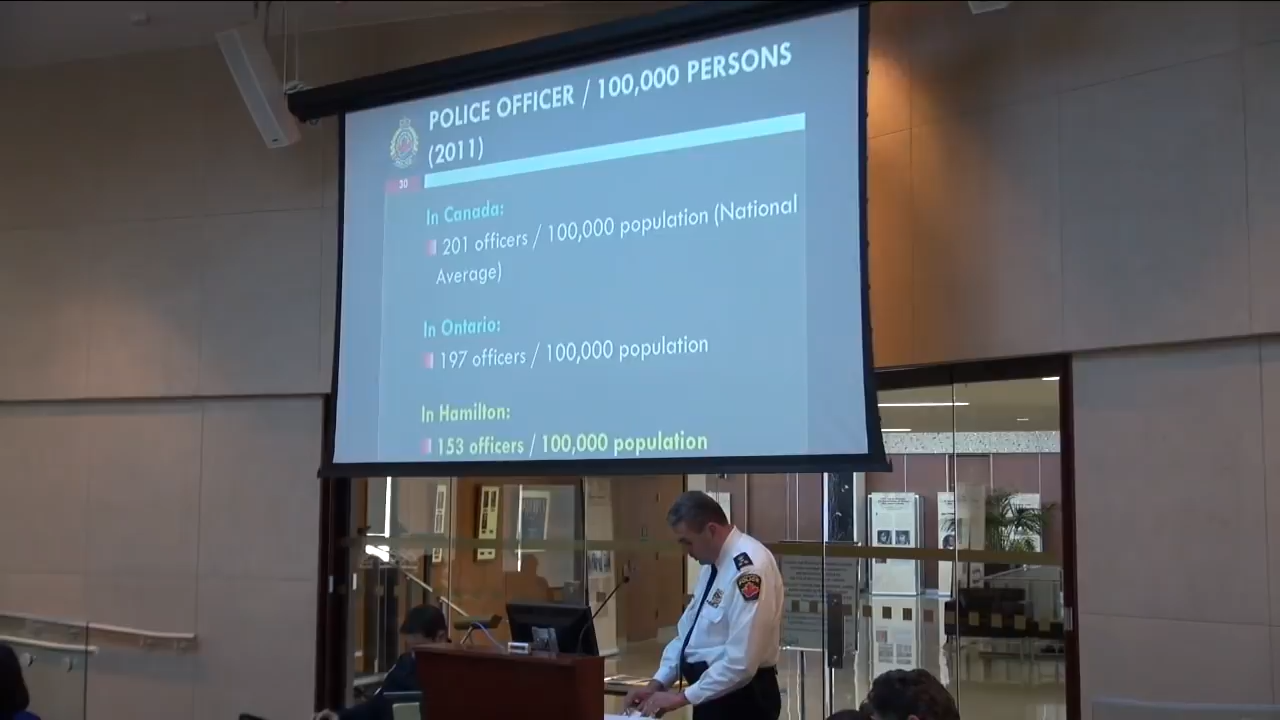 POLICE OFFICER / 100,000 PERSONS
(2011)
30
In Canada:
201 officers / 100,000 population (National
Average)
In Ontario:
197 officers / 100,000 population
In Hamilton:
153 officers / 100,000 population
POLICE